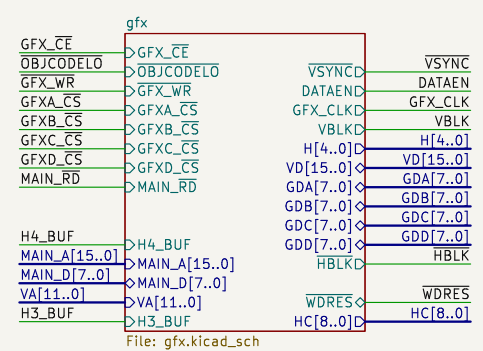 gfx
GFX_CE GFX_CE
OBJCODELO OBJCODELO VSYNC VSYNC
GFX_WR GFX_WR DATAEN DATAEN
GFXA_CS GFXA_CS GFX_CLK GFX_CLK
GFXB_CS GFXB_CS VBLK VBLK
GFXC_CS GFXC_CS H[4..0] H[4..0]
GFXD_CS GFXD_CS VD[15..0] VD[15..0]
MAIN_RD MAIN_RD GDA[7..0] GDA[7..0]
GDB[7..0] GDB[7..0]
GDC[7..0] GDC[7..0]
H4_BUF H4_BUF GDD[7..0] GDD[7..0]
MAIN_A[15..0] MAIN_A[15..0] HBLK HBLK
MAIN_D[7..0] MAIN_D[7..0]
VA[11..0] VA[11..0] WDRES WDRES
H3_BUF H3_BUF HC[8..0] HC[8..0]
File: gfx.kicad_sch